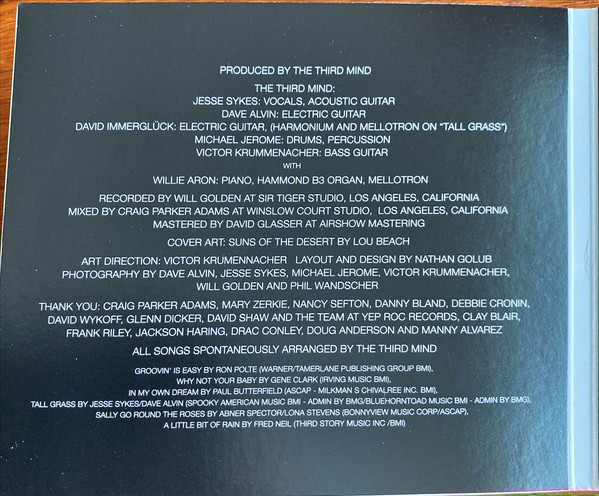 PRODUCED BY THE THIRD MIND
THE THIRD MIND:
JESSE SYKES: VOCALS, ACOUSTIC GUITAR
DAVE ALVIN: ELECTRIC GUITAR
DAVID IMMERGLÜCK: ELECTRIC GUITAR, (HARMONIUM AND MELLOTRON ON "TALL GRASS")
MICHAEL JEROME: DRUMS, PERCUSSION
VICTOR KRUMMENACHER: BASS GUITAR
WITH
WILLIE ARON: PIANO, HAMMOND B3 ORGAN, MELLOTRON
RECORDED BY WILL GOLDEN AT SIR TIGER STUDIO, LOS ANGELES, CALIFORNIA
MIXED BY CRAIG PARKER ADAMS AT WINSLOW COURT STUDIO, LOS ANGELES, CALIFORNIA
MASTERED BY DAVID GLASSER AT AIRSHOW MASTERING
COVER ART: SUNS OF THE DESERT BY LOU BEACH
ART DIRECTION: VICTOR KRUMENNACHER LAYOUT AND DESIGN BY NATHAN GOLUB
PHOTOGRAPHY BY DAVE ALVIN, JESSE SYKES, MICHAEL JEROME, VICTOR KRUMMENACHER,
WILL GOLDEN AND PHIL WANDSCHER
THANK YOU: CRAIG PARKER ADAMS, MARY ZERKIE, NANCY SEFTON, DANNY BLAND, DEBBIE CRONIN,
DAVID WYKOFF, GLENN DICKER, DAVID SHAW AND THE TEAM AT YEP ROC RECORDS, CLAY BLAIR,
FRANK RILEY, JACKSON HARING, DRAC CONLEY, DOUG ANDERSON AND MANNY ALVAREZ
ALL SONGS SPONTANEOUSLY ARRANGED BY THE THIRD MIND
GROOVIN' IS EASY BY RON POLTE (WARNER/TAMERLANE PUBLISHING GROUP BMI),
WHY NOT YOUR BABY BY GENE CLARK (IRVING MUSIC BMI),
IN MY OWN DREAM BY PAUL BUTTERFIELD (ASCAP - MILKMAN S CHIVALREE INC. BMI),
TALL GRASS BY JESSE SYKES/DAVE ALVIN (SPOOKY AMERICAN MUSIC BMI - ADMIN BY BMG/BLUEHORNTOAD MUSIC BMI - ADMIN BY BMG),
SALLY GO ROUND THE ROSES BY ABNER SPECTOR/LONA STEVENS (BONNYVIEW MUSIC CORP/ASCAP),
A LITTLE BIT OF RAIN BY FRED NEIL (THIRD STORY MUSIC INC /BMI)